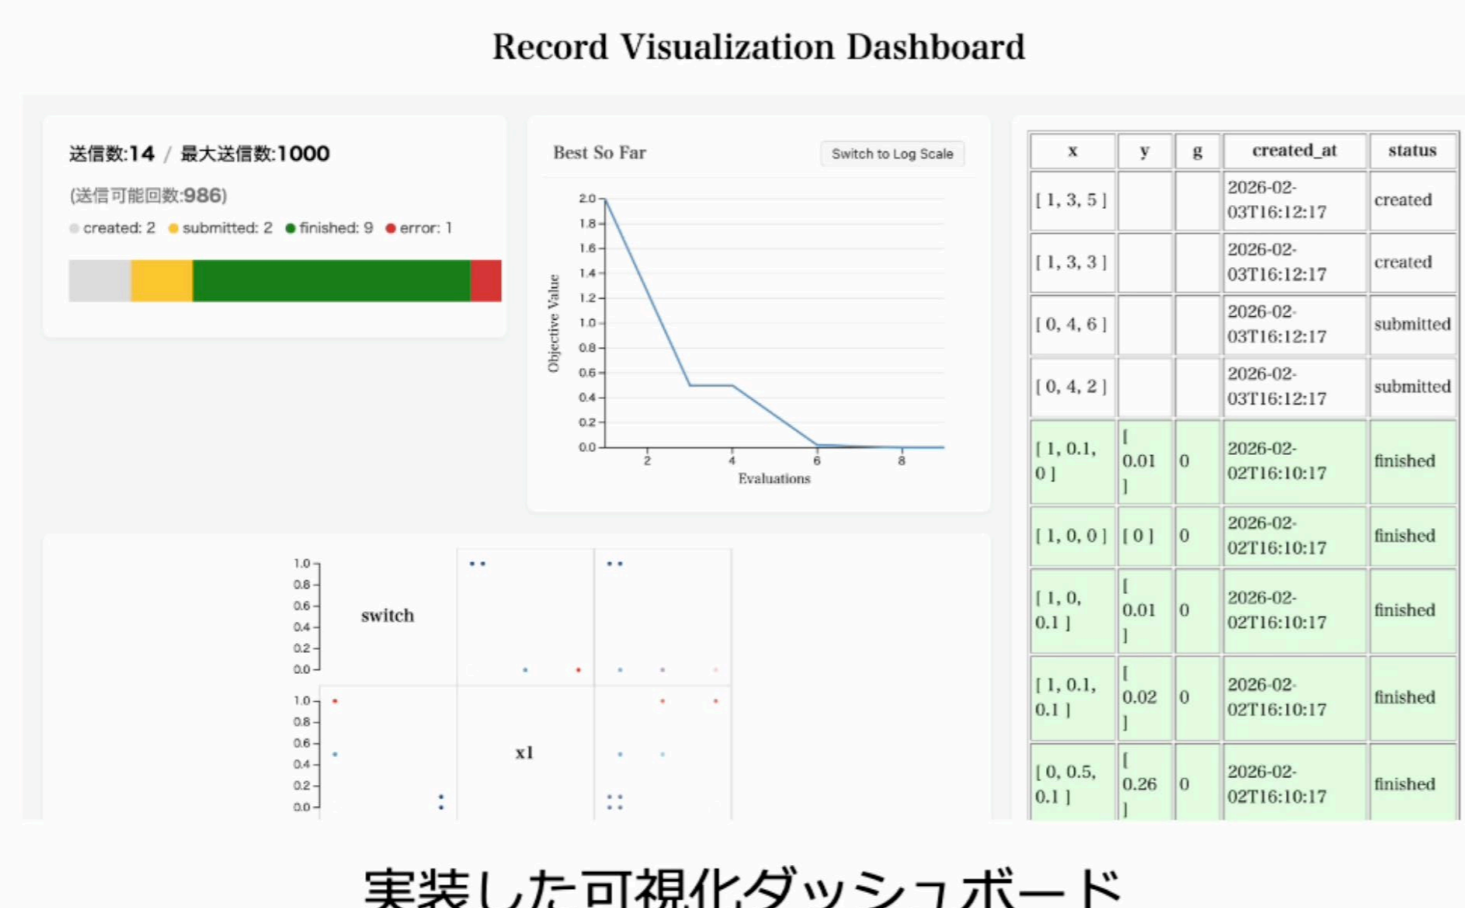 Record Visualization Dashboard
送信数:14 / 最大送信数:1000
(送信可能回数:986)
created: 2 submitted: 2 finished: 9 error: 1
Best So Far
Switch to Log Scale
2.0
1.8
1.6
1.4
1.2
1.0
0.8
0.6
0.4
0.2
0.0
Objective Value
2 4 6 8
Evaluations
1.0
0.8
0.6
0.4
0.2
0.0
switch
1.0
0.8
0.6
0.4
0.2
0.0
x1
x y g created_at status
[ 1, 3, 5 ] 2026-02-
03T16:12:17 created
[ 1, 3, 3 ] 2026-02-
03T16:12:17 created
[ 0, 4, 6 ] 2026-02-
03T16:12:17 submitted
[ 0, 4, 2 ] 2026-02-
03T16:12:17 submitted
[ 1, 0.1,
0 ]
[
0.01
]
0
2026-02-
02T16:10:17
finished
[ 1, 0, 0 ] [ 0 ] 0 2026-02-
02T16:10:17 finished
[ 1, 0,
0.1 ]
[
0.01
]
0
2026-02-
02T16:10:17
finished
[ 1, 0.1,
0.1 ]
[
0.02
]
0
2026-02-
02T16:10:17
finished
[ 0, 0.5,
0.1 ]
[
0.26
]
0
2026-02-
02T16:10:17
finished
実装した可視化ダッシュボード